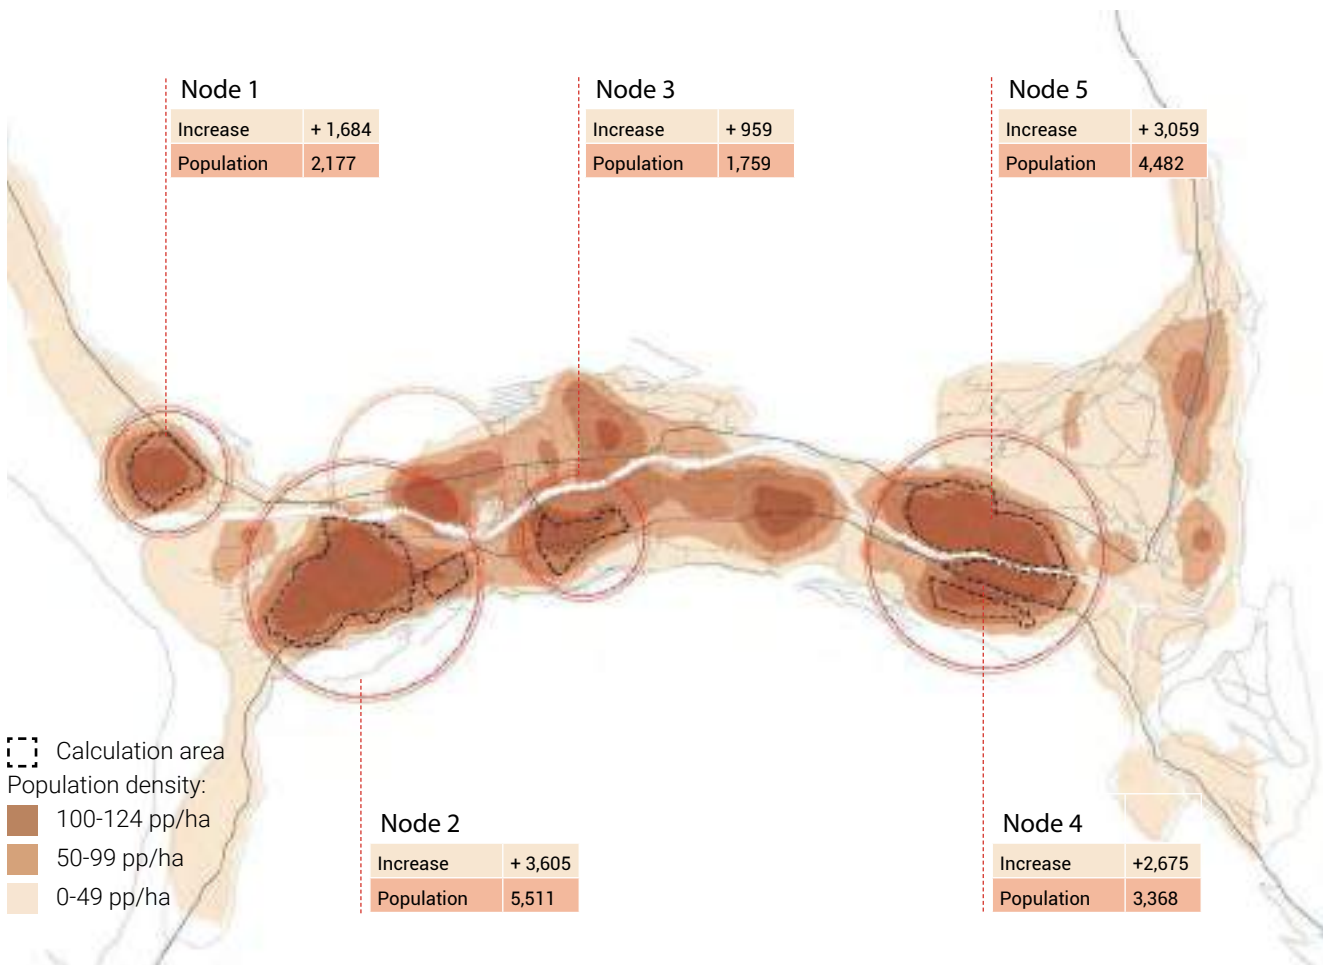 Node 1
Increase + 1,684
Population 2,177
Node 3
Increase + 959
Population 1,759
Node 5
Increase + 3,059
Population 4,482
Calculation area
Population density:
100-124 pp/ha
50-99 pp/ha
0-49 pp/ha
Node 2
Increase + 3,605
Population 5,511
Node 4
Increase +2,675
Population 3,368